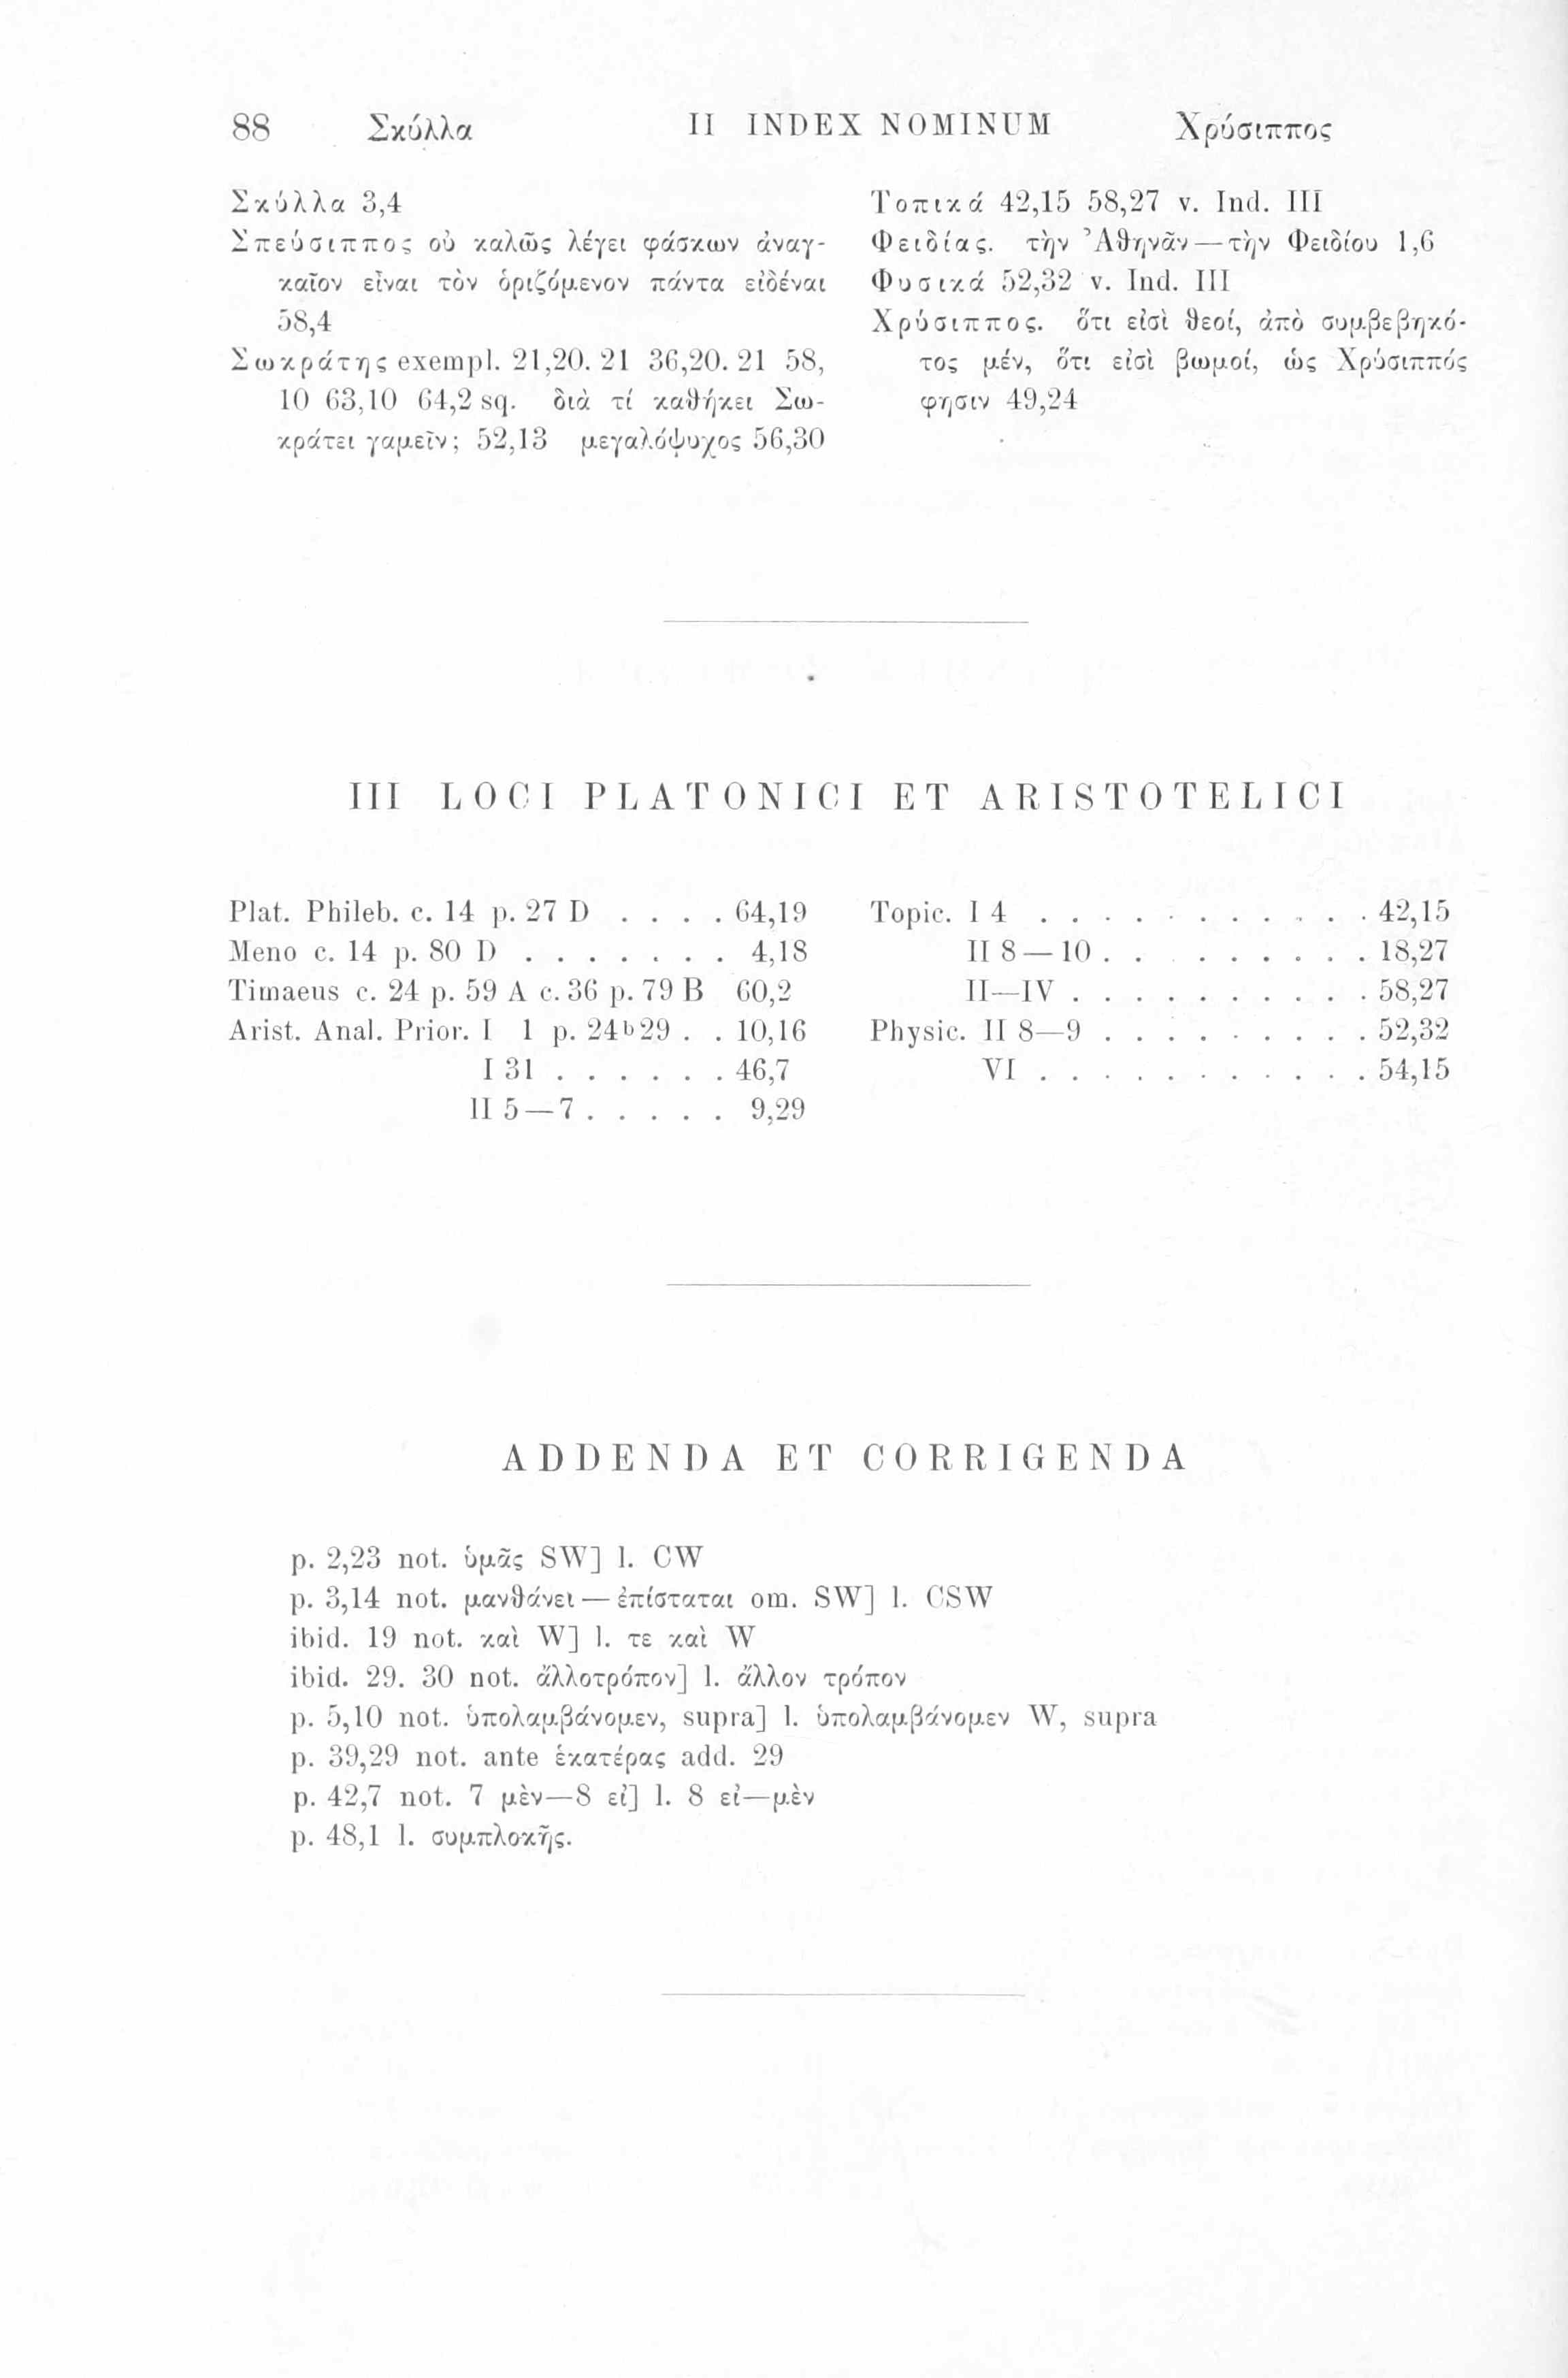 88 Σκύλλα II INDEX NOMINUM Χρύσιππος
Σκύλλα 3,4
Σπεύσιππος οὐ καλῶς λέγει φάσκων ἀναγ-
καῖον εἶναι τὸν ὁριζόμενον πάντα εἰδέναι
58,4
Σωκράτης exempl. 21,20. 21 36,20. 21 58,
10 63,10 64,2 sq. διὰ τί καθήκει Σω-
κράτει γαμεῖν; 52,13 μεγαλόψυχος 56,30
Τοπικά 42,15 58,27 v. Ind. III
Φειδίας. τὴν Ἀθηνᾶν—τὴν Φειδίου 1,6
Φυσικά 52,32 v. Ind. III
Χρύσιππος. ὅτι εἰσὶ θεοί, ἀπὸ συμβεβηκό-
τος μέν, ὅτι εἰσὶ βωμοί, ὡς Χρύσιππός
φησιν 49,24
III LOCI PLATONICI ET ARISTOTELICI
Plat. Phileb. c. 14 p. 27 D . . . . 64,19
Meno c. 14 p. 80 D . . . . . . . 4,18
Timaeus c. 24 p. 59 A c. 36 p. 79 B 60,2
Arist. Anal. Prior. I 1 p. 24b29 . . 10,16
I 31 . . . . . . 46,7
II 5—7 . . . . . 9,29
Topic. I 4 . . . . . . . . . . . 42,15
II 8—10 . . . . . . . . . 18,27
II—IV . . . . . . . . . . 58,27
Physic. II 8—9 . . . . . . . . . 52,32
VI . . . . . . . . . . . 54,15
ADDENDA ET CORRIGENDA
p. 2,23 not. ὑμᾶς SW] l. CW
p. 3,14 not. μανθάνει — ἐπίσταται om. SW] l. CSW
ibid. 19 not. καὶ W] l. τε καὶ W
ibid. 29. 30 not. ἄλλοτρόπον] l. ἄλλον τρόπον
p. 5,10 not. ὑπολαμβάνομεν, supra] l. ὑπολαμβάνομεν W, supra
p. 39,29 not. ante ἑκατέρας add. 29
p. 42,7 not. 7 μὲν—8 εἰ] l. 8 εἰ—μὲν
p. 48,1 l. συμπλοκῆς.